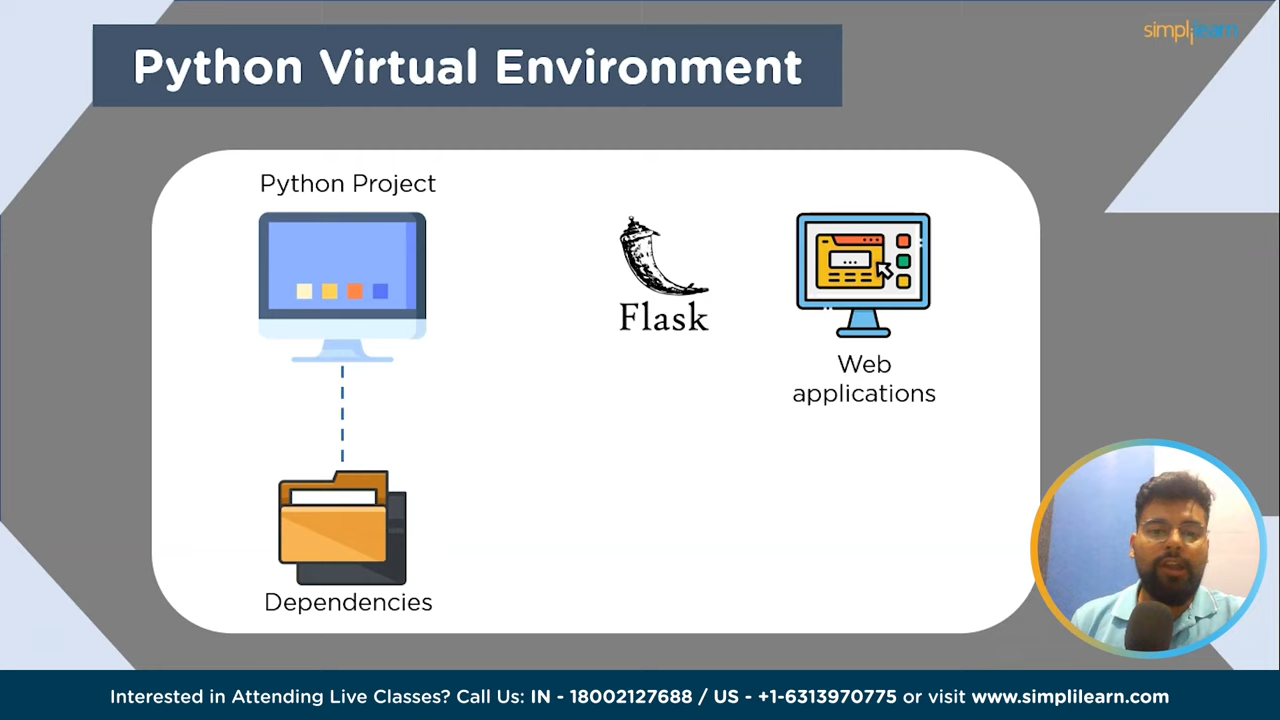 simplilearn
Python Virtual Environment
Python Project
Flask
Web
applications
Dependencies
Interested in Attending Live Classes? Call Us: IN - 18002127688 / US - +1-6313970775 or visit www.simplilearn.com